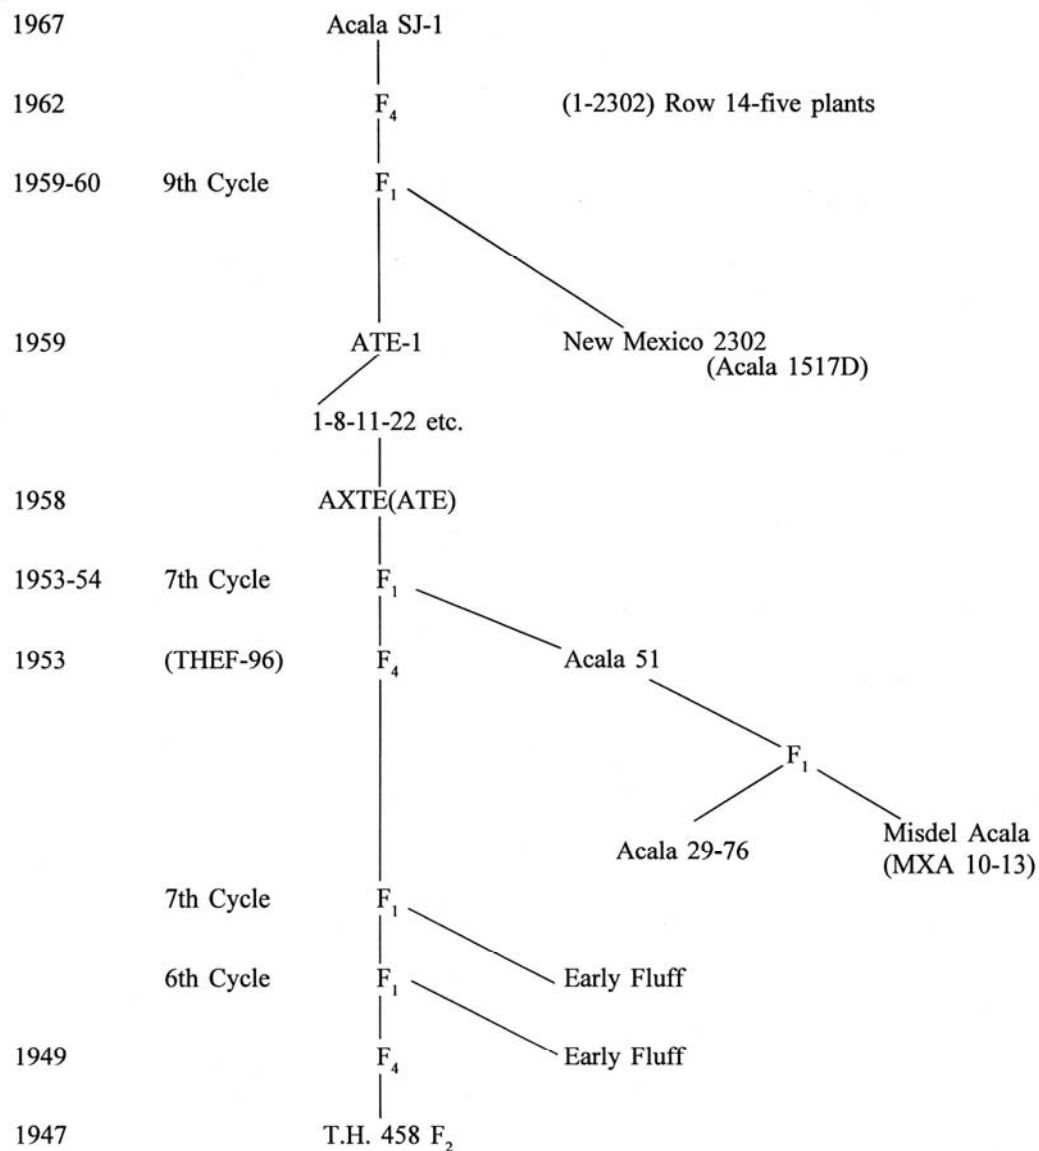 1967 Acala SJ-1
1962 F₄ (1-2302) Row 14-five plants
1959-60 9th Cycle F₁
1959 ATE-1 New Mexico 2302
(Acala 1517D)
1-8-11-22 etc.
1958 AXTE(ATE)
1953-54 7th Cycle F₁
1953 (THEF-96) F₄ Acala 51
F₁
Acala 29-76 Misdel Acala
(MXA 10-13)
7th Cycle F₁
6th Cycle F₁ Early Fluff
1949 F₄ Early Fluff
1947 T.H. 458 F₂